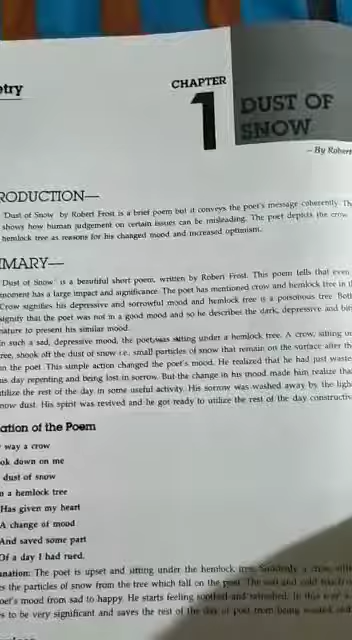 etry
CHAPTER
1
DUST OF
SNOW
– By Robert
RODUCTION—
'Dust of Snow' by Robert Frost is a brief poem but it conveys the poet's message coherently. Th
shows how human judgement on certain issues can be misleading. The poet depicts the crow
hemlock tree as reasons for his changed mood and increased optimism.
MMARY—
'Dust of Snow' is a beautiful short poem, written by Robert Frost. This poem tells that even
moment has a large impact and significance. The poet has mentioned crow and hemlock tree in th
Crow signifies his depressive and sorrowful mood and hemlock tree is a poisonous tree. Both
signify that the poet was not in a good mood and so he describes the dark, depressive and bitt
nature to present his similar mood.
n such a sad, depressive mood, the poet was sitting under a hemlock tree. A crow, sitting on
ree, shook off the dust of snow i.e. small particles of snow that remain on the surface after th
on the poet. This simple action changed the poet's mood. He realized that he had just waste
his day repenting and being lost in sorrow. But the change in his mood made him realize tha
utilize the rest of the day in some useful activity. His sorrow was washed away by the ligh
now dust. His spirit was revived and he got ready to utilize the rest of the day constructiv
ation of the Poem
way a crow
ok down on me
dust of snow
n a hemlock tree
Has given my heart
A change of mood
And saved some part
Of a day I had rued.
anation: The poet is upset and sitting under the hemlock tree. Suddenly a crow,
es the particles of snow from the tree which fall on the poet. The soft and cold touch
oet's mood from sad to happy. He starts feeling soothed and refreshed. In this way
s to be very significant and saves the rest of the day of poet from being wasted and